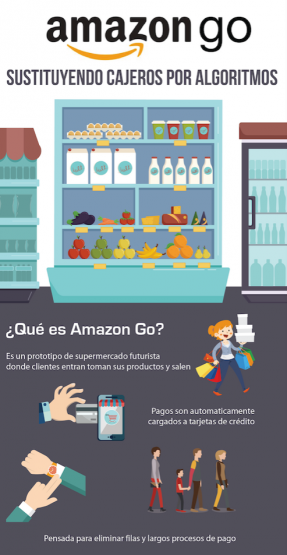 amazon go
SUSTITUYENDO CAJEROS POR ALGORITMOS
¿Qué es Amazon Go?
Es un prototipo de supermercado futurista
donde clientes entran toman sus productos y salen
Pagos son automaticamente
cargados a tarjetas de crédito
Pensada para eliminar filas y largos procesos de pago